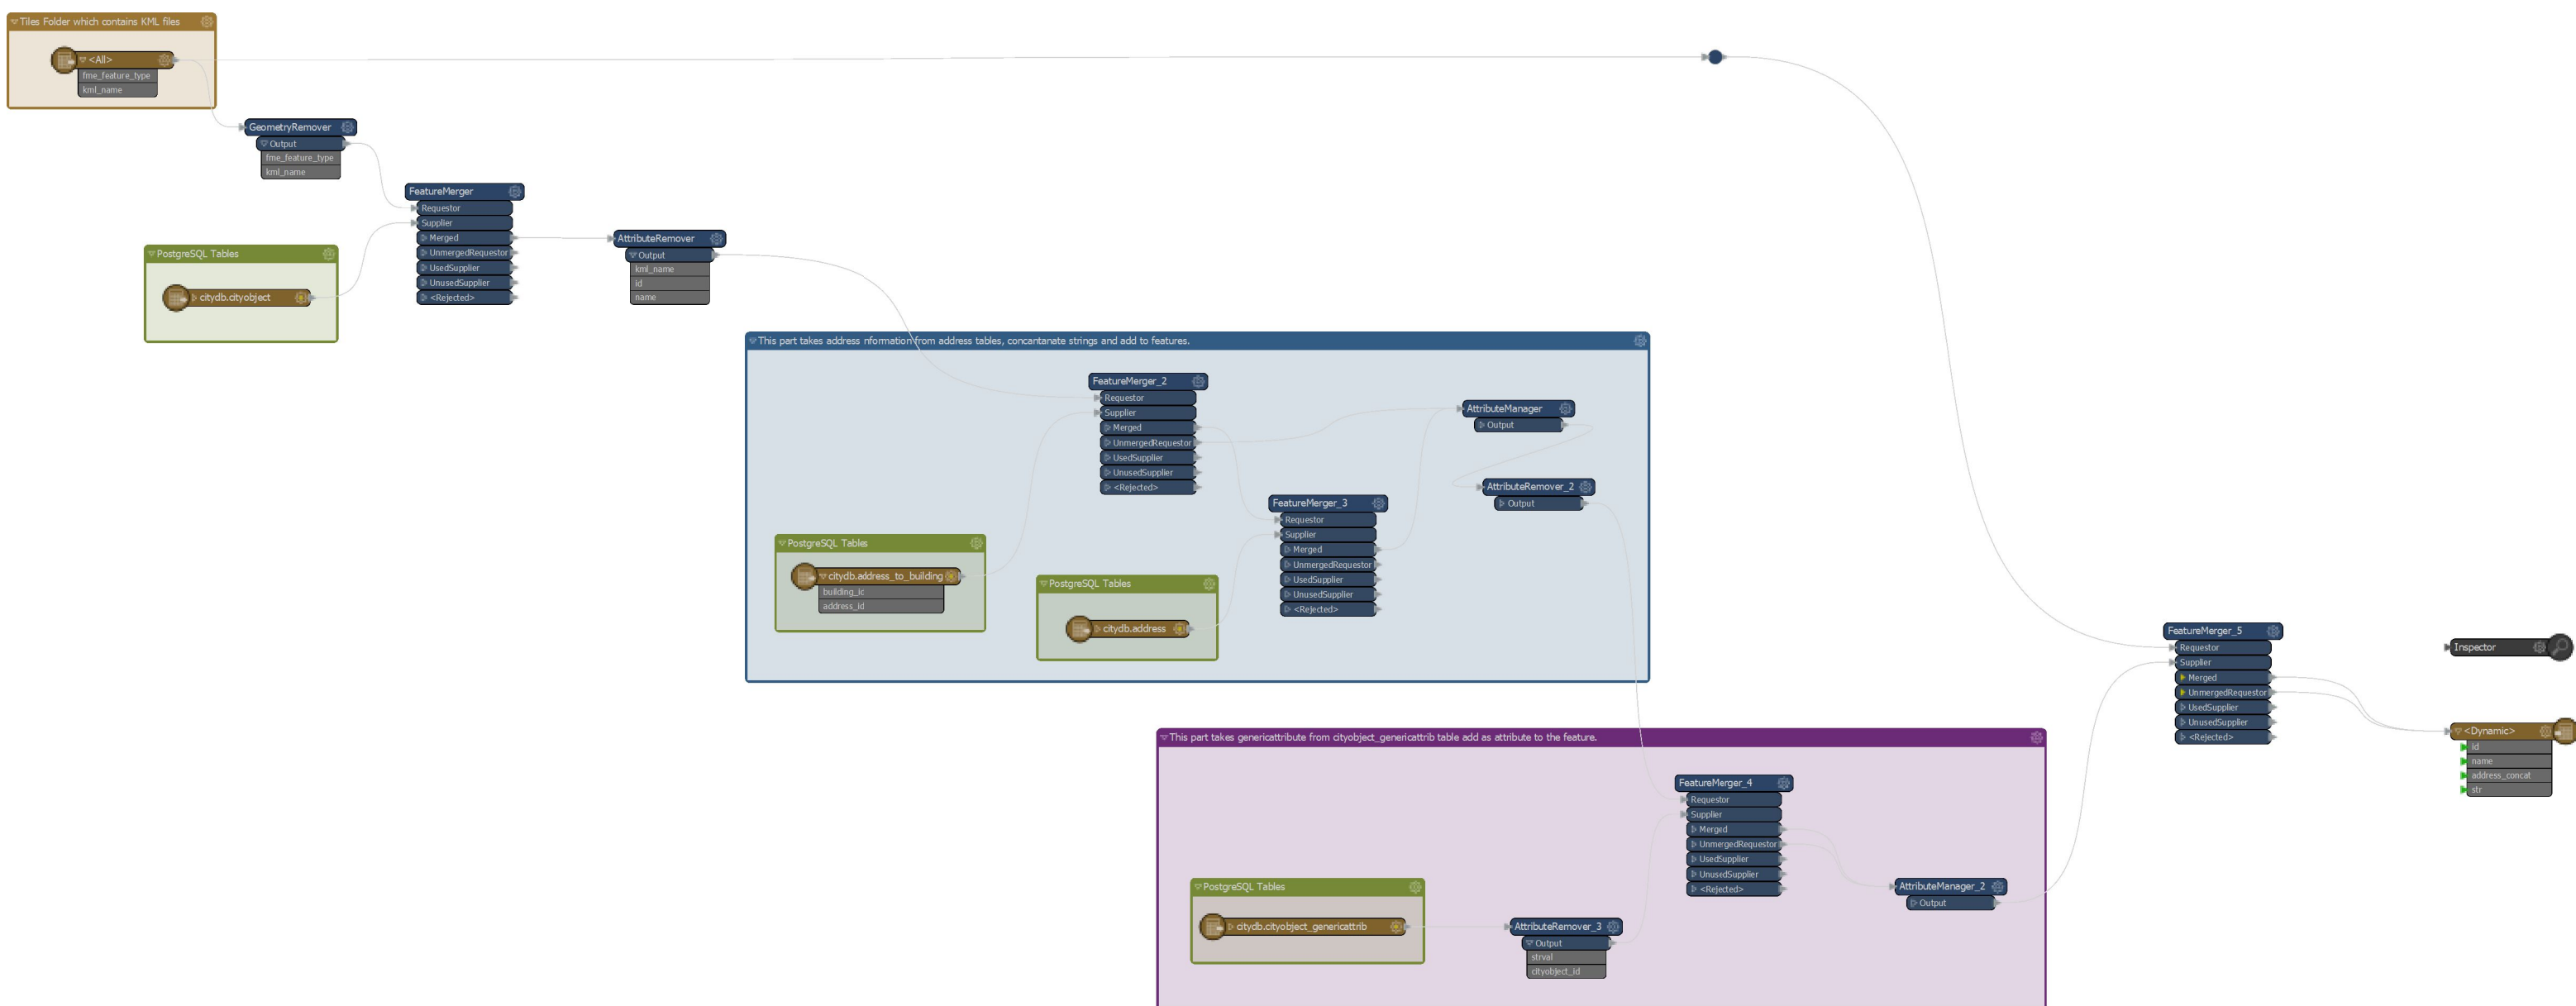 Tiles Folder which contains KML files
<All>
fme_feature_type
kml_name
GeometryRemover
Output
fme_feature_type
kml_name
FeatureMerger
Requestor
Supplier
Merged
UnmergedRequestor
UsedSupplier
UnusedSupplier
<Rejected>
PostgreSQL Tables
citydb.cityobject
AttributeRemover
Output
kml_name
id
name
This part takes address nformation from address tables, concantanate strings and add to features.
FeatureMerger_2
Requestor
Supplier
Merged
UnmergedRequestor
UsedSupplier
UnusedSupplier
<Rejected>
AttributeManager
Output
AttributeRemover_2
Output
FeatureMerger_3
Requestor
Supplier
Merged
UnmergedRequestor
UsedSupplier
UnusedSupplier
<Rejected>
PostgreSQL Tables
citydb.address_to_building
building_ic
address_id
PostgreSQL Tables
citydb.address
FeatureMerger_5
Requestor
Supplier
Merged
UnmergedRequestor
UsedSupplier
UnusedSupplier
<Rejected>
Inspector
<Dynamic>
id
name
address_concat
str
This part takes genericattribute from cityobject_genericattrib table add as attribute to the feature.
FeatureMerger_4
Requestor
Supplier
Merged
UnmergedRequestor
UsedSupplier
UnusedSupplier
<Rejected>
AttributeManager_2
Output
PostgreSQL Tables
citydb.cityobject_genericattrib
AttributeRemover_3
Output
strval
cityobject_id